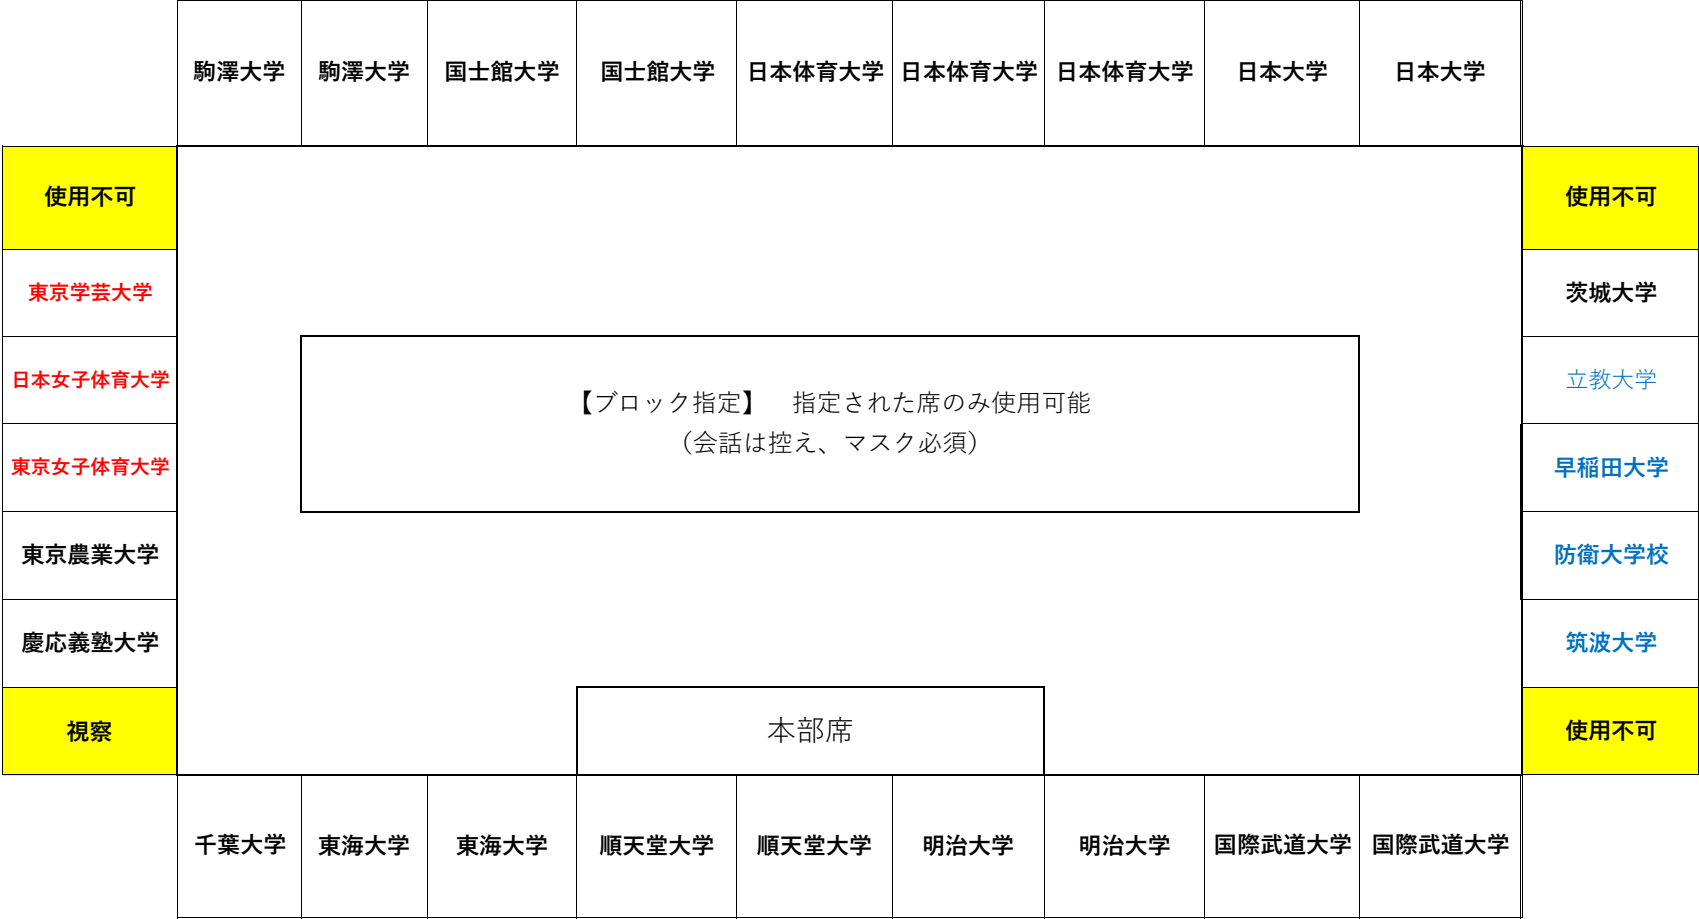 駒澤大学
駒澤大学
国士館大学
国士館大学
日本体育大学
日本体育大学
日本体育大学
日本大学
日本大学
使用不可
使用不可
東京学芸大学
茨城大学
日本女子体育大学
立教大学
【ブロック指定】　指定された席のみ使用可能
（会話は控え、マスク必須）
東京女子体育大学
早稲田大学
東京農業大学
防衛大学校
慶応義塾大学
筑波大学
視察
本部席
使用不可
千葉大学
東海大学
東海大学
順天堂大学
順天堂大学
明治大学
明治大学
国際武道大学
国際武道大学